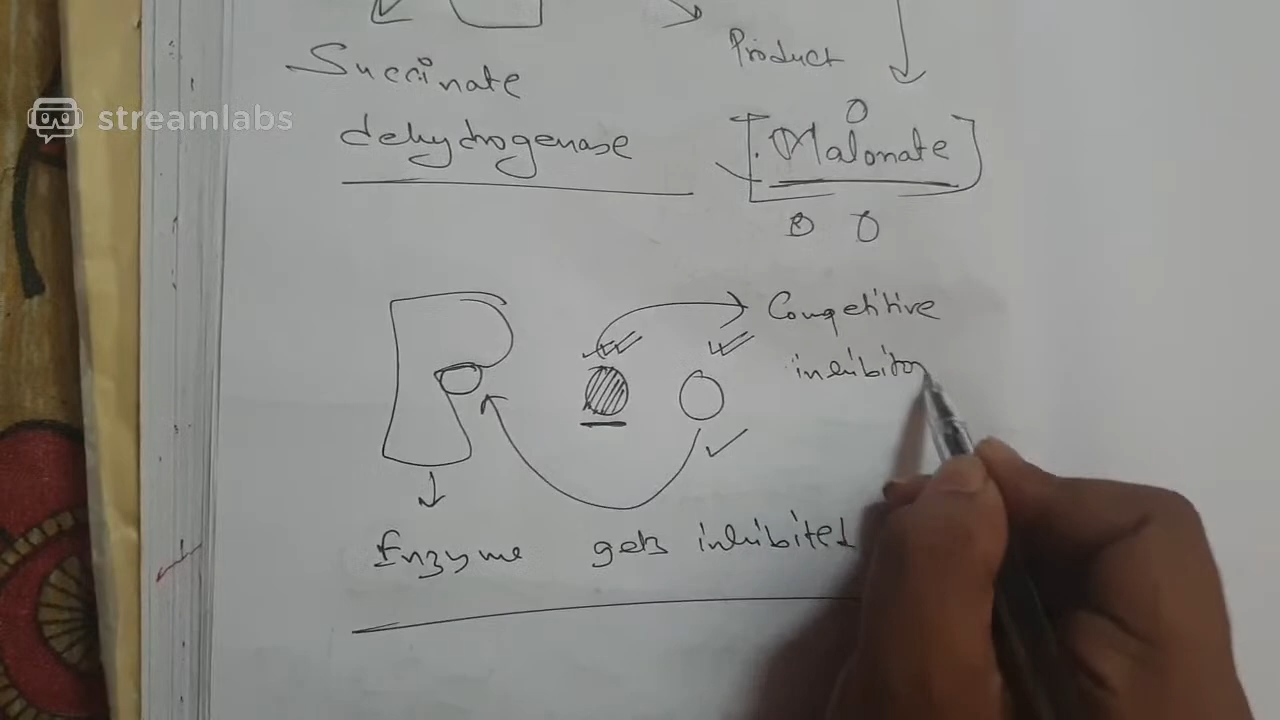 Product
Succinate
dehydrogenase
streamlabs
Malonate
Competitive
inhibitor
Enzyme gets inhibited